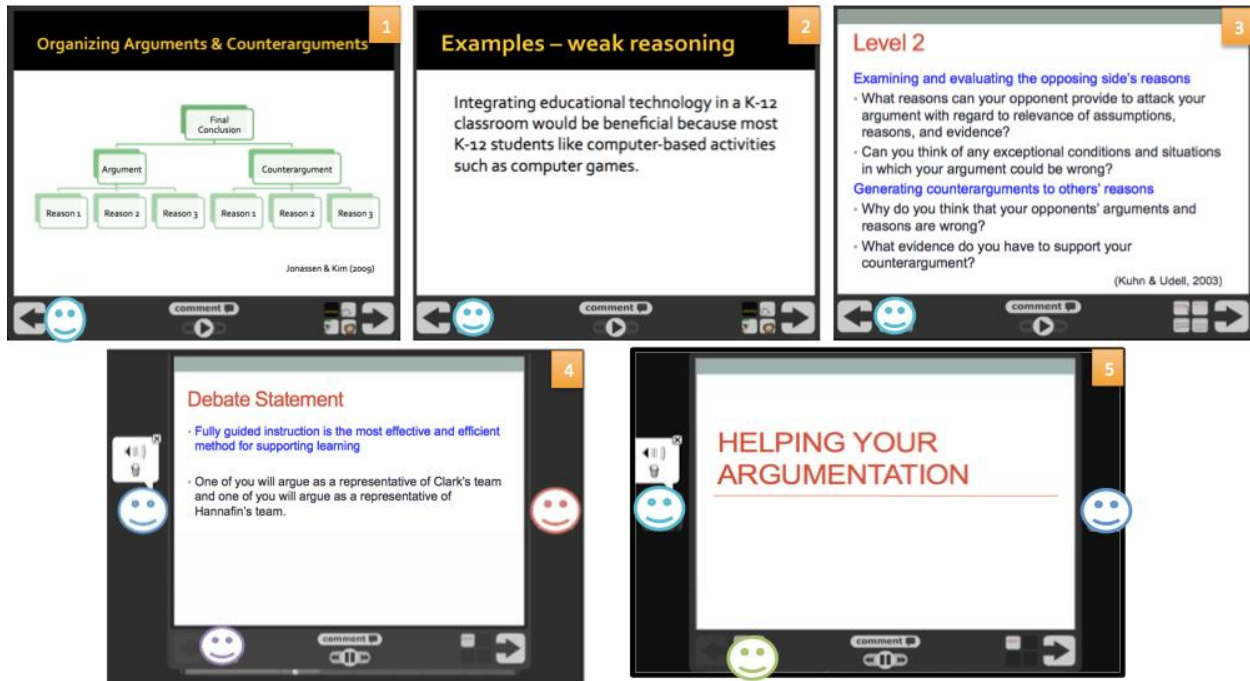 1
Organizing Arguments & Counterarguments
Final
Conclusion
Argument
Counterargument
Reason 1
Reason 2
Reason 3
Reason 1
Reason 2
Reason 3
Jonassen & Kim (2009)
comment
2
Examples – weak reasoning
Integrating educational technology in a K-12
classroom would be beneficial because most
K-12 students like computer-based activities
such as computer games.
comment
3
Level 2
Examining and evaluating the opposing side's reasons
• What reasons can your opponent provide to attack your
argument with regard to relevance of assumptions,
reasons, and evidence?
• Can you think of any exceptional conditions and situations
in which your argument could be wrong?
Generating counterarguments to others' reasons
• Why do you think that your opponents' arguments and
reasons are wrong?
• What evidence do you have to support your
counterargument?
(Kuhn & Udell, 2003)
comment
4
Debate Statement
• Fully guided instruction is the most effective and efficient
method for supporting learning
• One of you will argue as a representative of Clark's team
and one of you will argue as a representative of
Hannafin's team.
comment
5
HELPING YOUR
ARGUMENTATION
comment